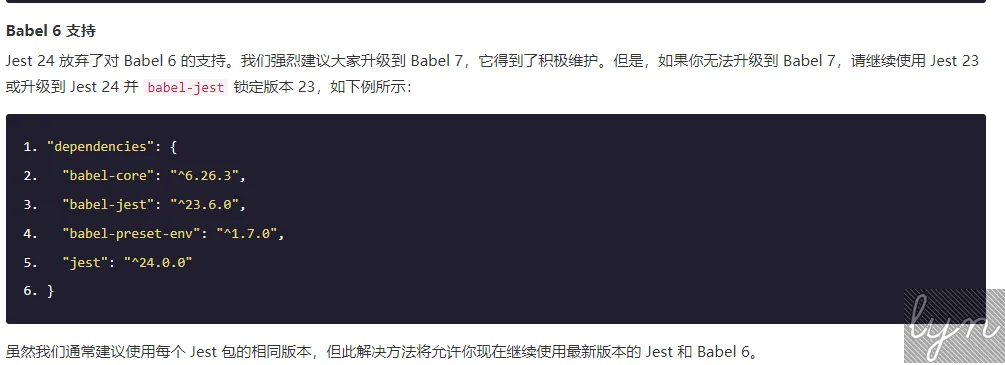 Babel 6 支持
Jest 24 放弃了对 Babel 6 的支持。我们强烈建议大家升级到 Babel 7，它得到了积极维护。但是，如果你无法升级到 Babel 7，请继续使用 Jest 23
或升级到 Jest 24 并 babel-jest 锁定版本 23，如下例所示：
1. "dependencies": {
2.   "babel-core": "^6.26.3",
3.   "babel-jest": "^23.6.0",
4.   "babel-preset-env": "^1.7.0",
5.   "jest": "^24.0.0"
6. }
lyn
虽然我们通常建议使用每个 Jest 包的相同版本，但此解决方法将允许你现在继续使用最新版本的 Jest 和 Babel 6。